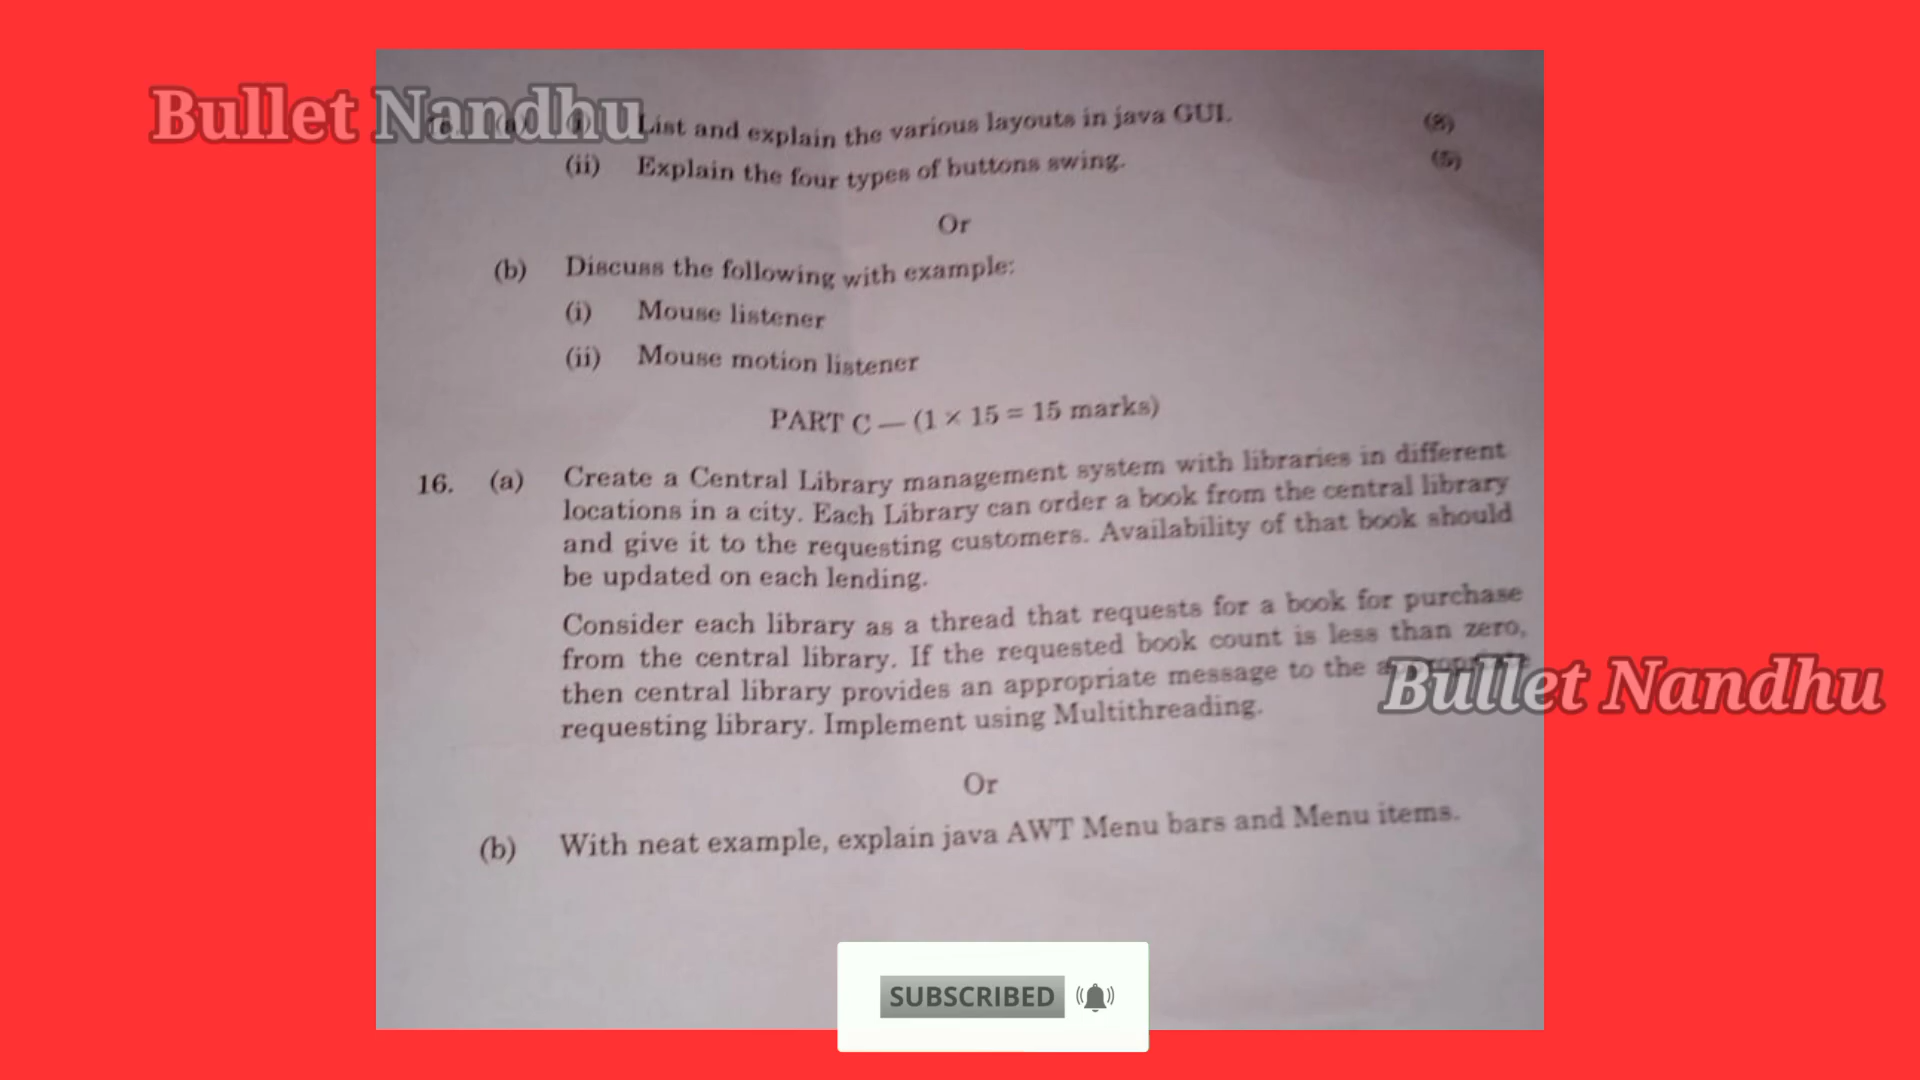 Bullet Nandhu
(i) List and explain the various layouts in java GUI. (8)
(ii) Explain the four types of buttons swing. (5)
Or
(b) Discuss the following with example:
(i) Mouse listener
(ii) Mouse motion listener
PART C — (1 × 15 = 15 marks)
16. (a) Create a Central Library management system with libraries in different
locations in a city. Each Library can order a book from the central library
and give it to the requesting customers. Availability of that book should
be updated on each lending.
Consider each library as a thread that requests for a book for purchase
from the central library. If the requested book count is less than zero,
then central library provides an appropriate message to the appropriate
Bullet Nandhu
requesting library. Implement using Multithreading.
Or
(b) With neat example, explain java AWT Menu bars and Menu items.
SUBSCRIBED